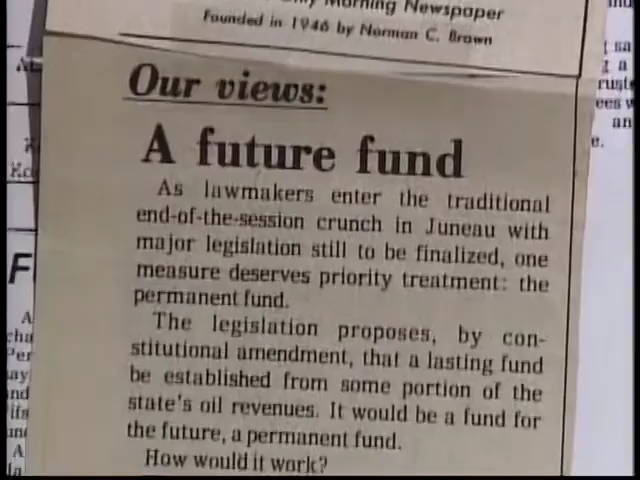 Morning Newspaper
Founded in 1946 by Norman C. Brown
Our views:
A future fund
As lawmakers enter the traditional
end-of-the-session crunch in Juneau with
major legislation still to be finalized, one
measure deserves priority treatment: the
permanent fund.
The legislation proposes, by con-
stitutional amendment, that a lasting fund
be established from some portion of the
state's oil revenues. It would be a fund for
the future, a permanent fund.
How would it work?